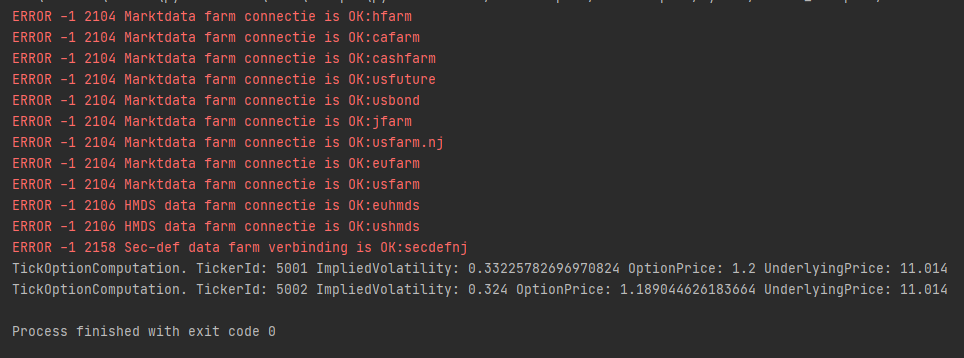 ERROR -1 2104 Marktdata farm connectie is OK:hfarm
ERROR -1 2104 Marktdata farm connectie is OK:cafarm
ERROR -1 2104 Marktdata farm connectie is OK:cashfarm
ERROR -1 2104 Marktdata farm connectie is OK:usfuture
ERROR -1 2104 Marktdata farm connectie is OK:usbond
ERROR -1 2104 Marktdata farm connectie is OK:jfarm
ERROR -1 2104 Marktdata farm connectie is OK:usfarm.nj
ERROR -1 2104 Marktdata farm connectie is OK:eufarm
ERROR -1 2104 Marktdata farm connectie is OK:usfarm
ERROR -1 2106 HMDS data farm connectie is OK:euhmds
ERROR -1 2106 HMDS data farm connectie is OK:ushmds
ERROR -1 2158 Sec-def data farm verbinding is OK:secdefnj
TickOptionComputation. TickerId: 5001 ImpliedVolatility: 0.33225782696970824 OptionPrice: 1.2 UnderlyingPrice: 11.014
TickOptionComputation. TickerId: 5002 ImpliedVolatility: 0.324 OptionPrice: 1.189044626183664 UnderlyingPrice: 11.014
Process finished with exit code 0